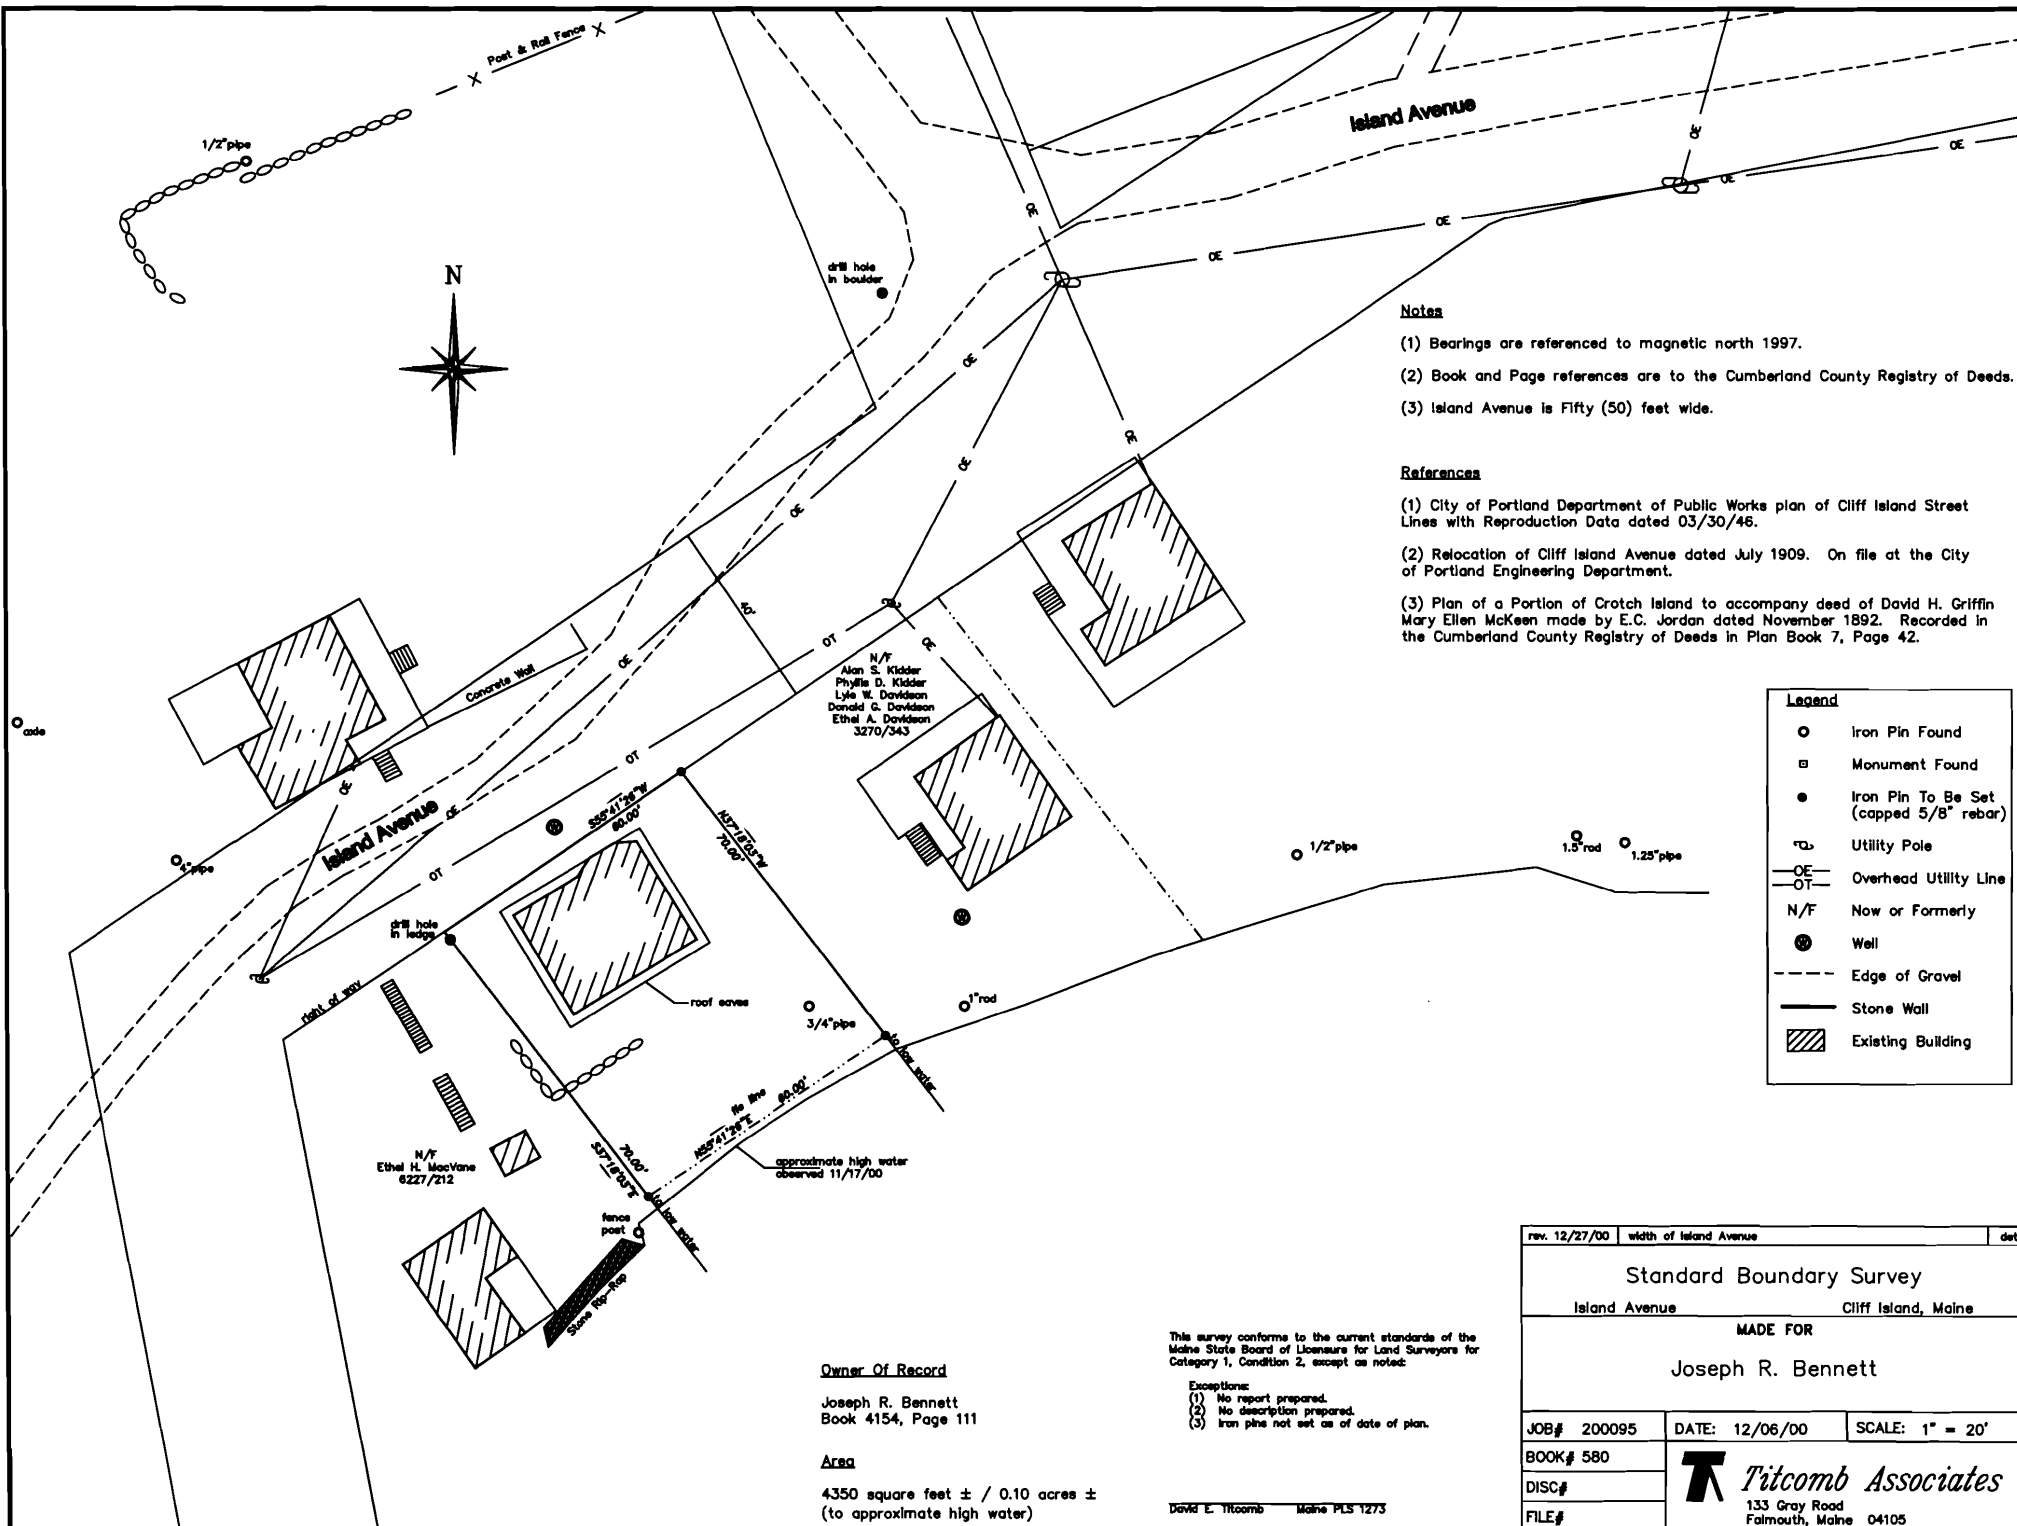 Post & Rail Fence
1/2"pipe
N
Island Avenue
OE
OE
OE
OE
OE
OE
drill hole
in boulder
OE
OE
OE
OE
OE
40'
OT
OE
OE
Concrete Wall
N/F
Alan S. Kidder
Phyllis D. Kidder
Lyle W. Davidson
Donald G. Davidson
Ethel A. Davidson
3270/343
axle
OT
OE
OE
Island Avenue
S55°41'26"W
80.00'
N37°18'03"W
70.00'
OT
drill hole
in ledge
right of way
roof eaves
3/4"pipe
1"rod
1/2"pipe
1.5"rod
1.25"pipe
to low water
tie line
N55°41'26"E
80.00'
70.00'
S37°18'03"E
to low water
approximate high water
observed 11/17/00
N/F
Ethel H. MacVane
6227/212
fence
post
Stone Rip-Rap
Notes
(1) Bearings are referenced to magnetic north 1997.
(2) Book and Page references are to the Cumberland County Registry of Deeds.
(3) Island Avenue is Fifty (50) feet wide.
References
(1) City of Portland Department of Public Works plan of Cliff Island Street
Lines with Reproduction Data dated 03/30/46.
(2) Relocation of Cliff Island Avenue dated July 1909. On file at the City
of Portland Engineering Department.
(3) Plan of a Portion of Crotch Island to accompany deed of David H. Griffin
Mary Ellen McKeen made by E.C. Jordan dated November 1892. Recorded in
the Cumberland County Registry of Deeds in Plan Book 7, Page 42.
Legend
Iron Pin Found
Monument Found
Iron Pin To Be Set
(capped 5/8" rebar)
Utility Pole
OE
OT
Overhead Utility Line
N/F Now or Formerly
Well
Edge of Gravel
Stone Wall
Existing Building
Owner Of Record
Joseph R. Bennett
Book 4154, Page 111
Area
4350 square feet ± / 0.10 acres ±
(to approximate high water)
This survey conforms to the current standards of the
Maine State Board of Licensure for Land Surveyors for
Category 1, Condition 2, except as noted:
Exceptions:
(1) No report prepared.
(2) No description prepared.
(3) Iron pins not set as of date of plan.
David E. Titcomb Maine PLS 1273
rev. 12/27/00 width of Island Avenue det
Standard Boundary Survey
Island Avenue Cliff Island, Maine
MADE FOR
Joseph R. Bennett
JOB# 200095 DATE: 12/06/00 SCALE: 1" = 20'
BOOK# 580
DISC#
FILE#
Titcomb Associates
133 Gray Road
Falmouth, Maine 04105